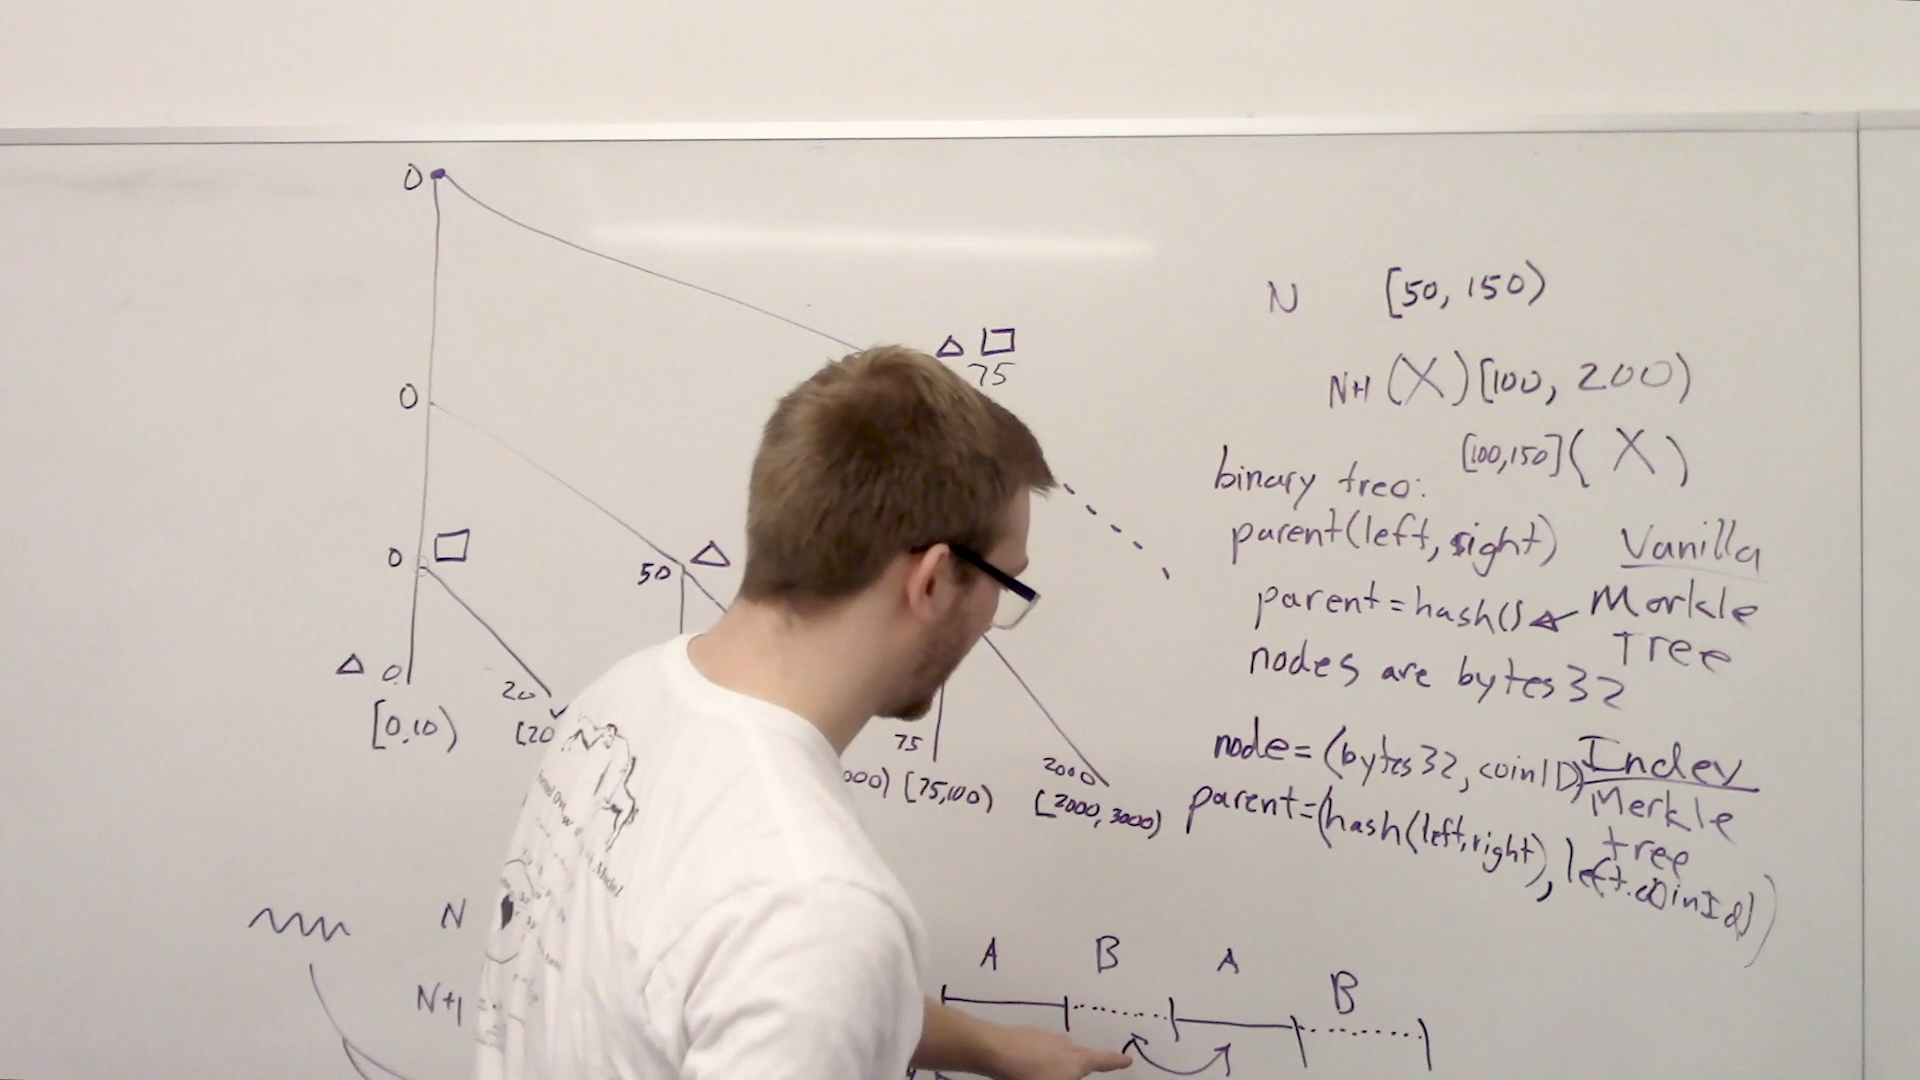 0
0
0
0
[0,10)
20
[20
50
75
75
000) [75,100)
2000
[2000, 3000)
N [50, 150)
N+1 (X) [100, 200)
[100,150] (X)
binary tree:
parent(left, right)
parent = hash()
nodes are bytes32
Vanilla
Merkle
Tree
node = (bytes32, coinID)
parent = (hash(left, right), left.coinId)
Index
Merkle
tree
N
N+1
A B A B
Model